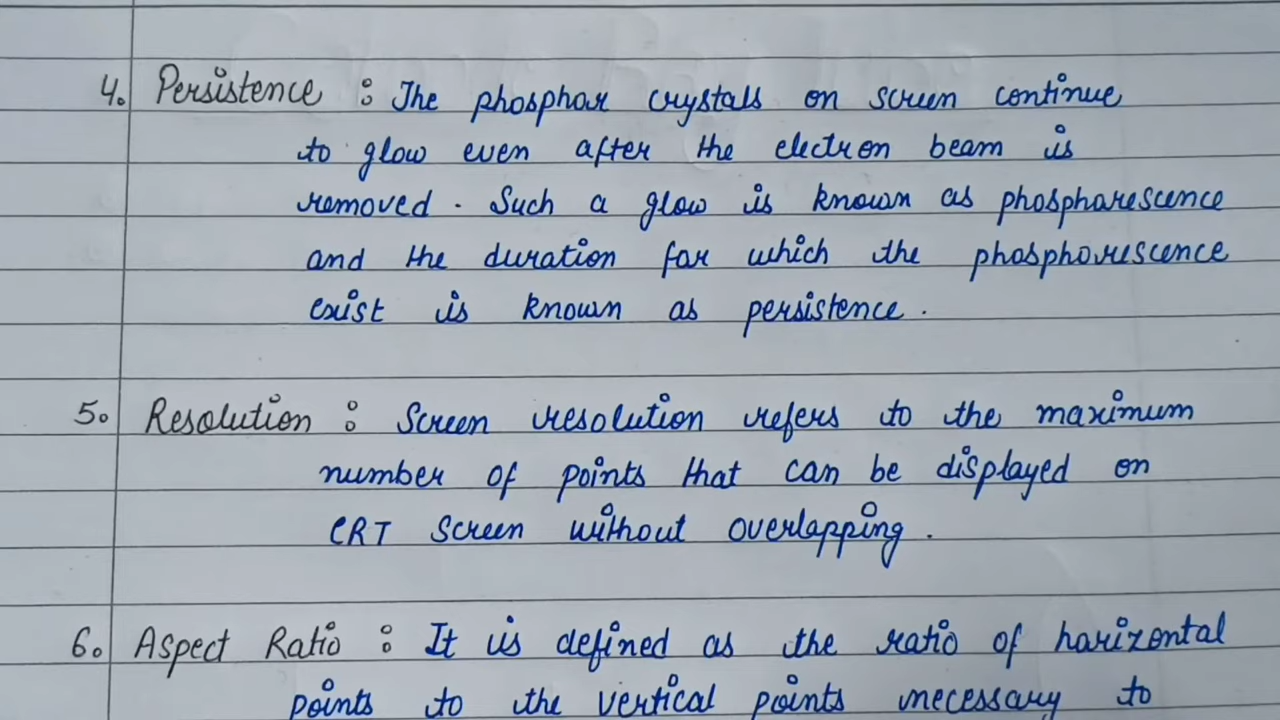 4. Persistence : The phosphor crystals on screen continue
to glow even after the electron beam is
removed. Such a glow is known as phosphorescence
and the duration for which the phosphorescence
exist is known as persistence.
5. Resolution : Screen resolution refers to the maximum
number of points that can be displayed on
CRT Screen without overlapping.
6. Aspect Ratio : It is defined as the ratio of horizontal
points to the vertical points necessary to